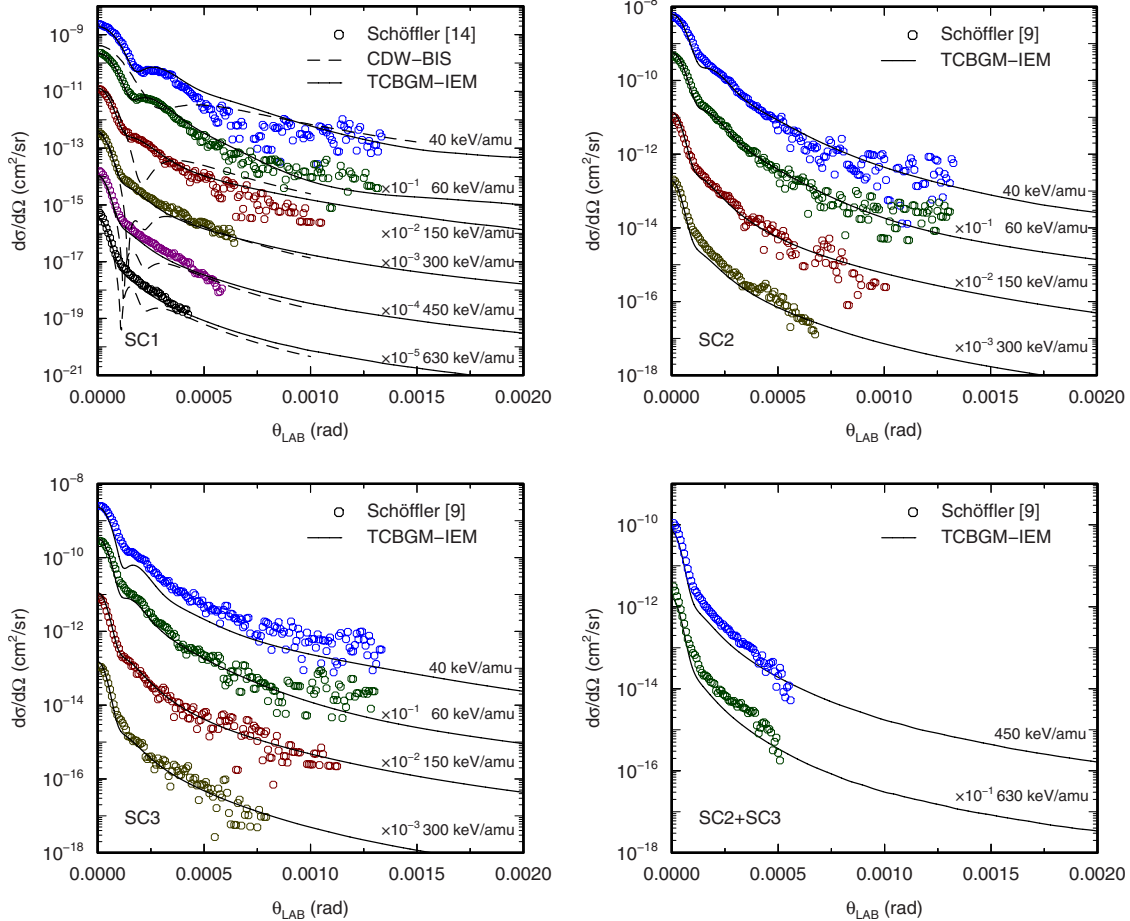 dσ/dΩ (cm²/sr)
10⁻⁹
10⁻¹¹
10⁻¹³
10⁻¹⁵
10⁻¹⁷
10⁻¹⁹
10⁻²¹
Schöffler [14]
CDW−BIS
TCBGM−IEM
40 keV/amu
×10⁻¹ 60 keV/amu
×10⁻² 150 keV/amu
×10⁻³ 300 keV/amu
×10⁻⁴ 450 keV/amu
×10⁻⁵ 630 keV/amu
SC1
0.0000 0.0005 0.0010 0.0015 0.0020
θLAB (rad)
dσ/dΩ (cm²/sr)
10⁻⁸
10⁻¹⁰
10⁻¹²
10⁻¹⁴
10⁻¹⁶
10⁻¹⁸
Schöffler [9]
TCBGM−IEM
40 keV/amu
×10⁻¹ 60 keV/amu
×10⁻² 150 keV/amu
×10⁻³ 300 keV/amu
SC2
0.0000 0.0005 0.0010 0.0015 0.0020
θLAB (rad)
dσ/dΩ (cm²/sr)
10⁻⁸
10⁻¹⁰
10⁻¹²
10⁻¹⁴
10⁻¹⁶
10⁻¹⁸
Schöffler [9]
TCBGM−IEM
40 keV/amu
×10⁻¹ 60 keV/amu
×10⁻² 150 keV/amu
×10⁻³ 300 keV/amu
SC3
0.0000 0.0005 0.0010 0.0015 0.0020
θLAB (rad)
dσ/dΩ (cm²/sr)
10⁻¹⁰
10⁻¹²
10⁻¹⁴
10⁻¹⁶
10⁻¹⁸
Schöffler [9]
TCBGM−IEM
450 keV/amu
×10⁻¹ 630 keV/amu
SC2+SC3
0.0000 0.0005 0.0010 0.0015 0.0020
θLAB (rad)